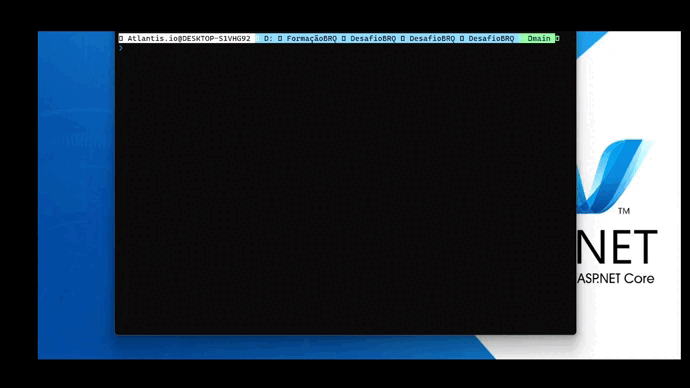 Atlantis.io@DESKTOP-S1VHG92 D: FormaçãoBRQ DesafioBRQ DesafioBRQ DesafioBRQ main
❯
TM
NET
ASP.NET Core